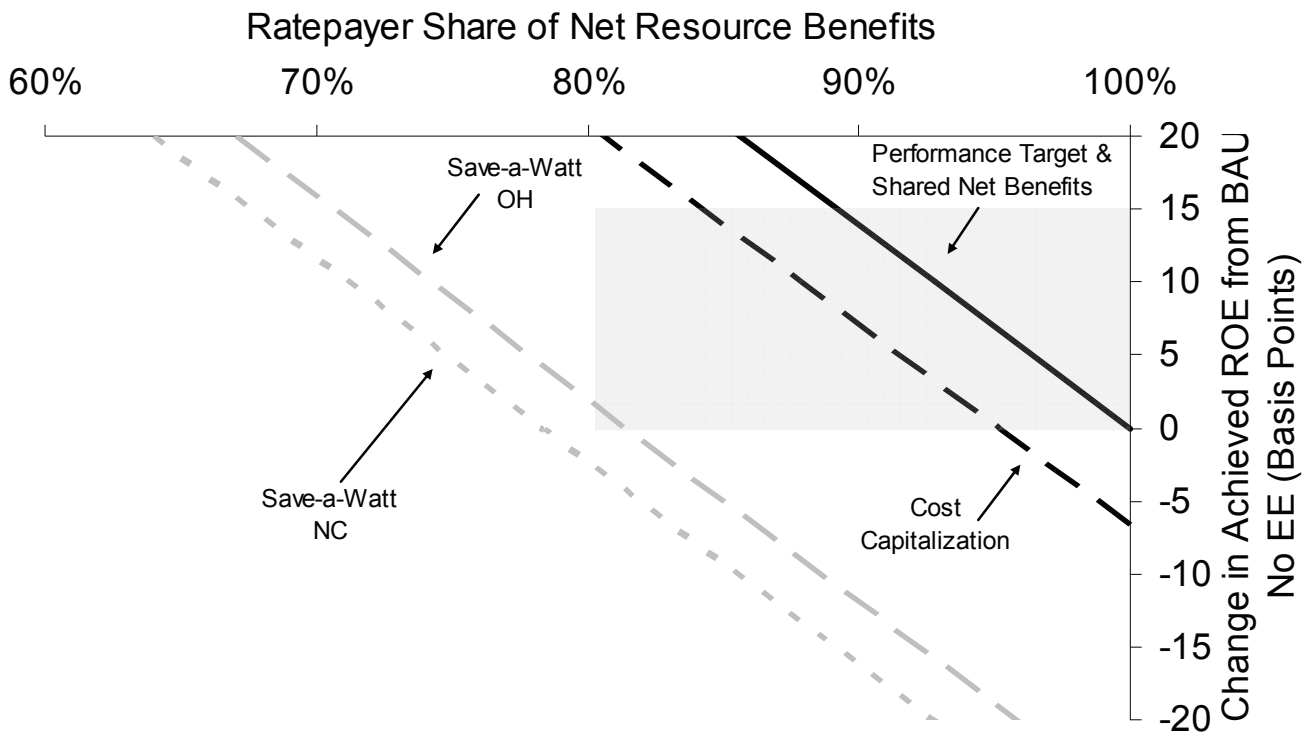 Ratepayer Share of Net Resource Benefits
60% 70% 80% 90% 100%
20
Performance Target &
Shared Net Benefits
Save-a-Watt
OH
15
10
5
0
Save-a-Watt
NC
Cost
Capitalization
-5
-10
-15
-20
Change in Achieved ROE from BAU
No EE (Basis Points)